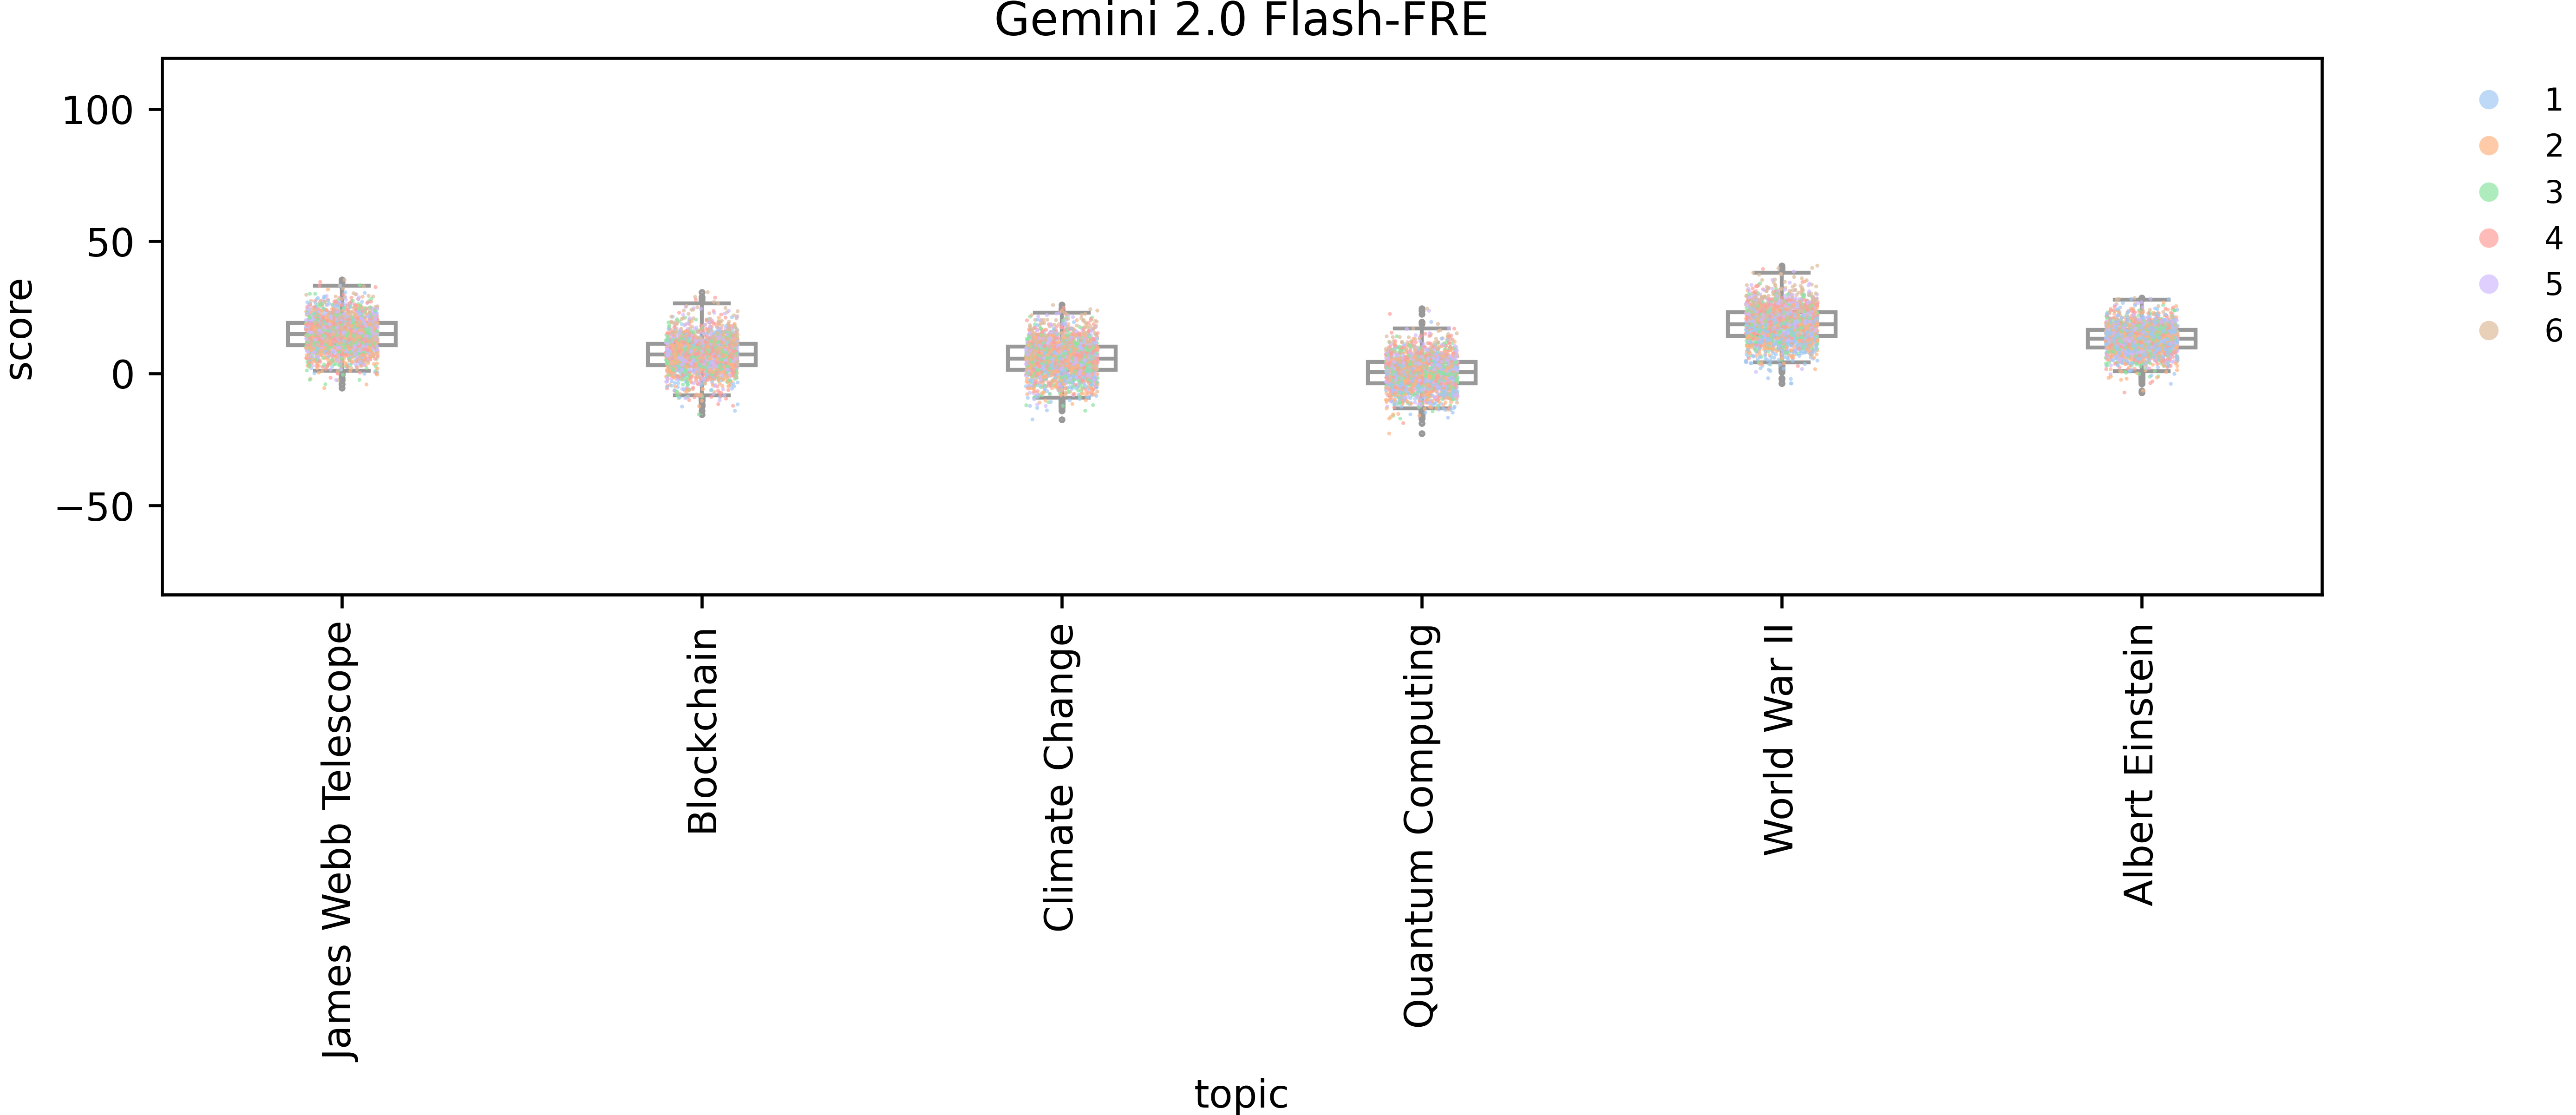 Gemini 2.0 Flash-FRE
score
100
50
0
−50
1
2
3
4
5
6
James Webb Telescope
Blockchain
Climate Change
Quantum Computing
World War II
Albert Einstein
topic